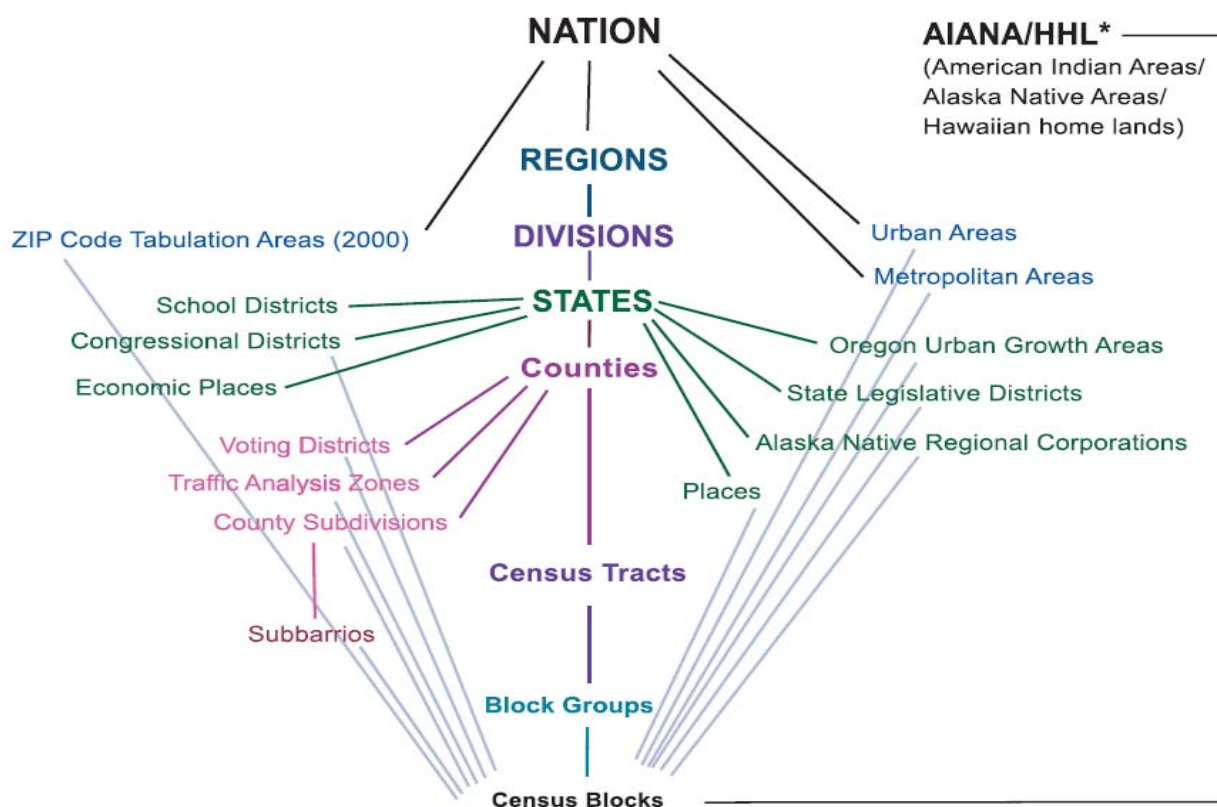 NATION
AIANA/HHL*
(American Indian Areas/
Alaska Native Areas/
Hawaiian home lands)
REGIONS
DIVISIONS
ZIP Code Tabulation Areas (2000)
Urban Areas
Metropolitan Areas
STATES
School Districts
Congressional Districts
Economic Places
Oregon Urban Growth Areas
State Legislative Districts
Alaska Native Regional Corporations
Places
Counties
Voting Districts
Traffic Analysis Zones
County Subdivisions
Subbarrios
Census Tracts
Block Groups
Census Blocks